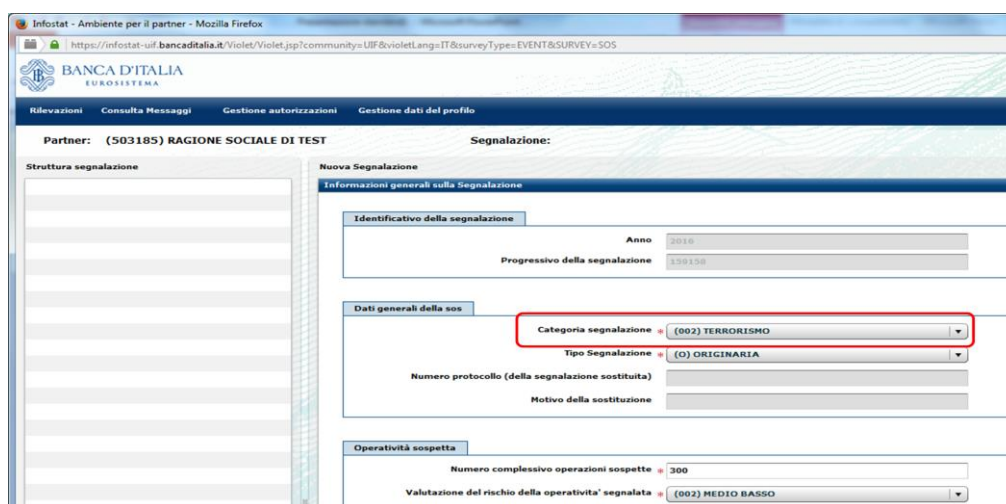 Infostat - Ambiente per il partner - Mozilla Firefox
https://infostat-uif.bancaditalia.it/Violet/Violet.jsp?community=UIF&violetLang=IT&surveyType=EVENT&SURVEY=SOS
BANCA D'ITALIA
EUROSISTEMA
Rilevazioni Consulta Messaggi Gestione autorizzazioni Gestione dati del profilo
Partner: (503185) RAGIONE SOCIALE DI TEST Segnalazione:
Struttura segnalazione Nuova Segnalazione
Informazioni generali sulla Segnalazione
Identificativo della segnalazione
Anno 2016
Progressivo della segnalazione 150150
Dati generali della sos
Categoria segnalazione * (002) TERRORISMO
Tipo Segnalazione * (O) ORIGINARIA
Numero protocollo (della segnalazione sostituita)
Motivo della sostituzione
Operatività sospetta
Numero complessivo operazioni sospette * 300
Valutazione del rischio della operatività' segnalata * (002) MEDIO BASSO